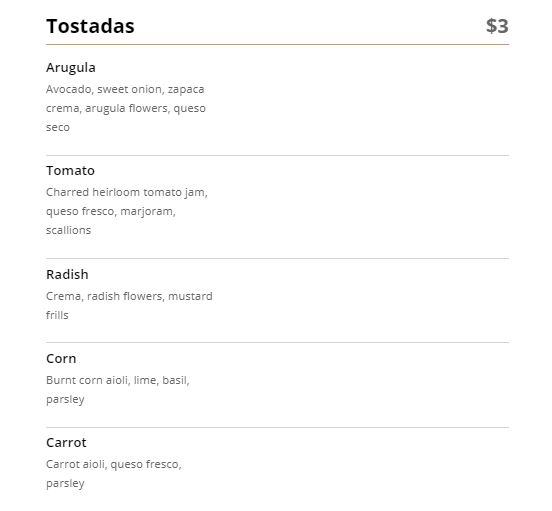 Tostadas $3
Arugula
Avocado, sweet onion, zapaca
crema, arugula flowers, queso
seco
Tomato
Charred heirloom tomato jam,
queso fresco, marjoram,
scallions
Radish
Crema, radish flowers, mustard
frills
Corn
Burnt corn aioli, lime, basil,
parsley
Carrot
Carrot aioli, queso fresco,
parsley